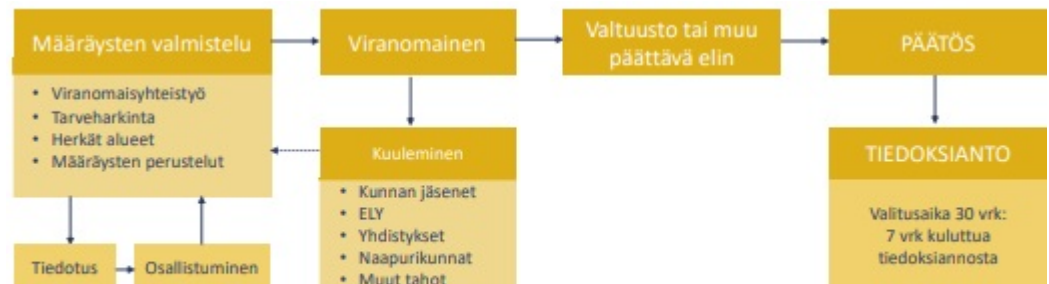 Määräysten valmistelu
• Viranomaisyhteistyö
• Tarveharkinta
• Herkät alueet
• Määräysten perustelut
Tiedotus
Osallistuminen
Viranomainen
Kuuleminen
• Kunnan jäsenet
• ELY
• Yhdistykset
• Naapurikunnat
• Muut tahot
Valtuusto tai muu
päättävä elin
PÄÄTÖS
TIEDOKSIANTO
Valitusaika 30 vrk:
7 vrk kuluttua
tiedoksiannosta